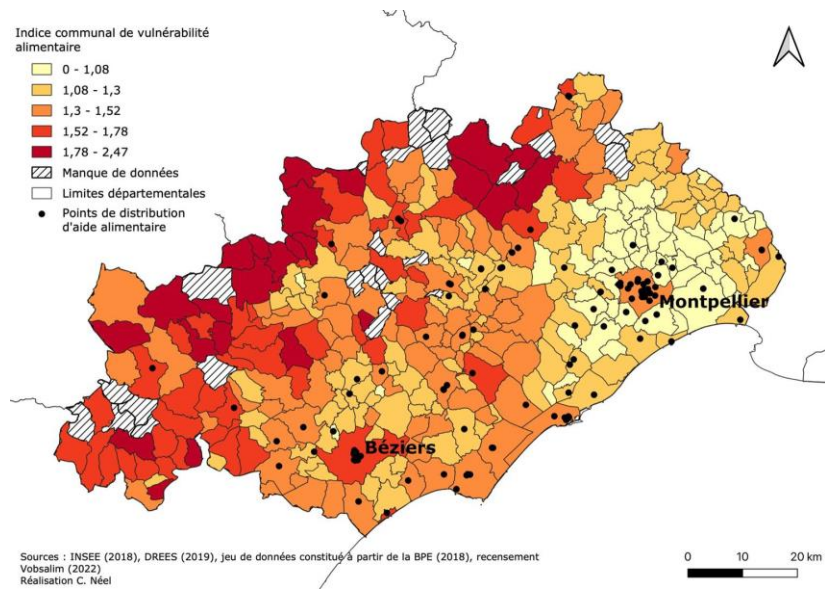 Indice communal de vulnérabilité
alimentaire
0 - 1,08
1,08 - 1,3
1,3 - 1,52
1,52 - 1,78
1,78 - 2,47
Manque de données
Limites départementales
Points de distribution
d'aide alimentaire
Montpellier
Béziers
Sources : INSEE (2018), DREES (2019), jeu de données constitué à partir de la BPE (2018), recensement
Vobsalim (2022)
Réalisation C. Néel
0 10 20 km